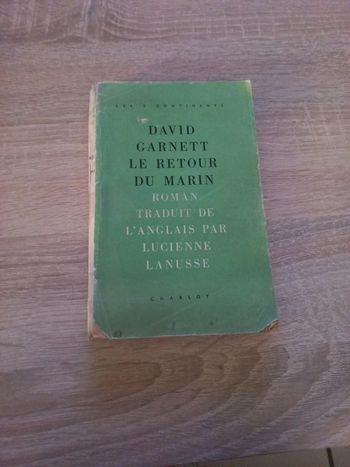 LES 5 CONTINENTS
DAVID
GARNETT
LE RETOUR
DU MARIN
ROMAN
TRADUIT DE
L'ANGLAIS PAR
LUCIENNE
LANUSSE
CHARLOT